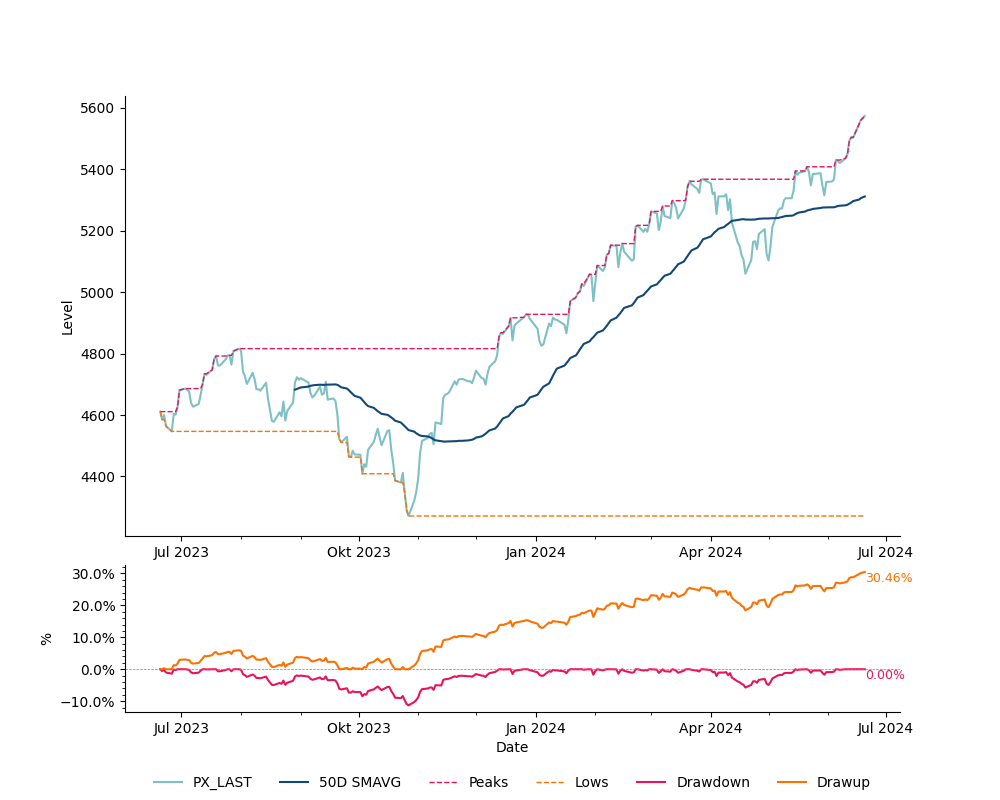 5600
5400
5200
5000
4800
4600
4400
Level
Jul 2023
Okt 2023
Jan 2024
Apr 2024
Jul 2024
30.0%
20.0%
10.0%
0.0%
−10.0%
%
30.46%
0.00%
Jul 2023
Okt 2023
Jan 2024
Apr 2024
Jul 2024
Date
PX_LAST
50D SMAVG
Peaks
Lows
Drawdown
Drawup